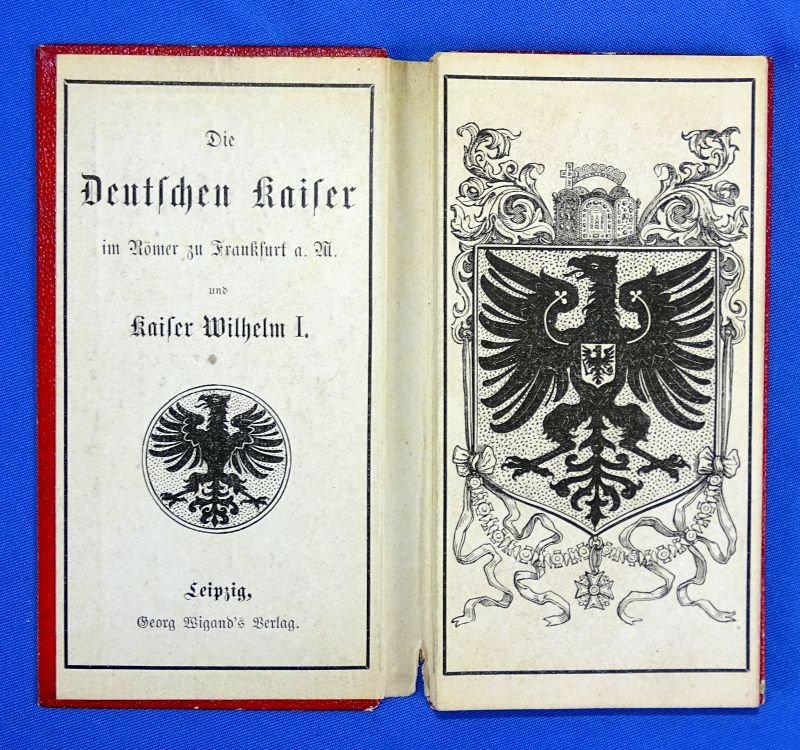 Die
Deutschen Kaiser
im Römer zu Frankfurt a. M.
und
Kaiser Wilhelm I.
Leipzig,
Georg Wigand's Verlag.